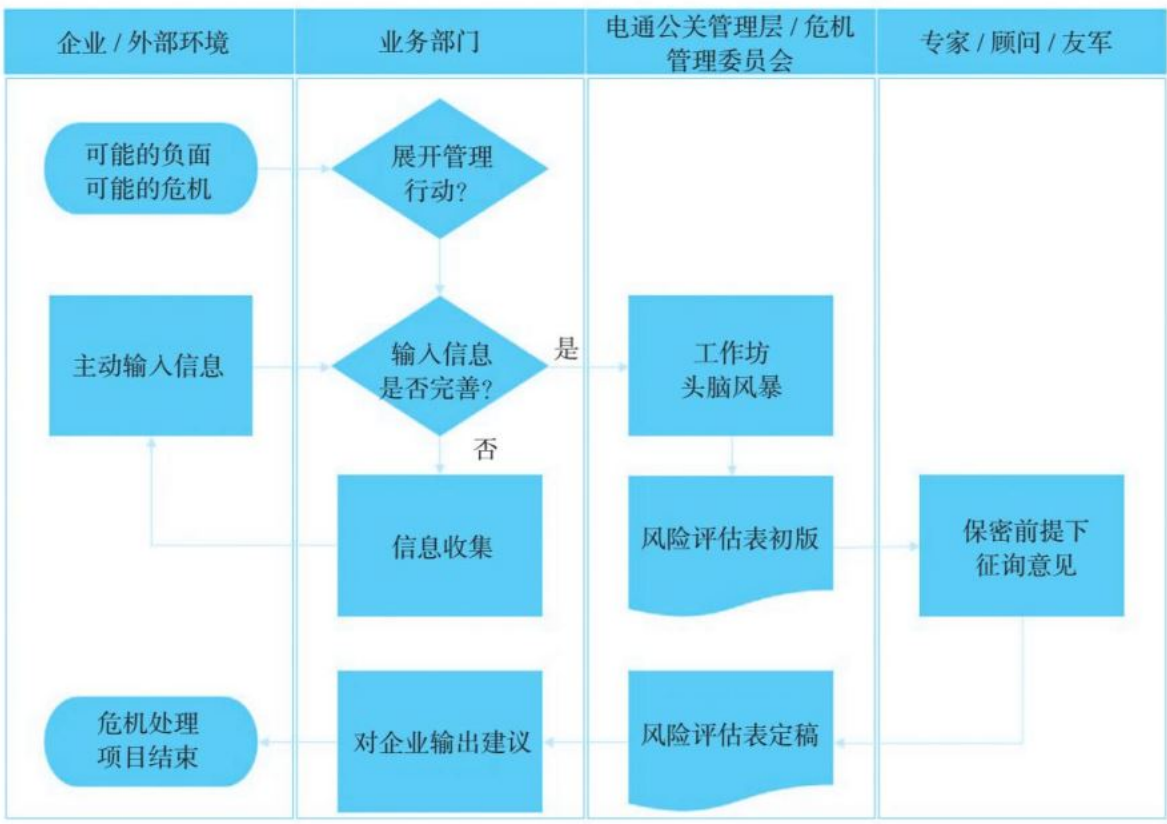 企业 / 外部环境
业务部门
电通公关管理层 / 危机
管理委员会
专家 / 顾问 / 友军
可能的负面
可能的危机
展开管理
行动?
主动输入信息
输入信息
是否完善?
是
工作坊
头脑风暴
否
信息收集
风险评估表初版
保密前提下
征询意见
危机处理
项目结束
对企业输出建议
风险评估表定稿